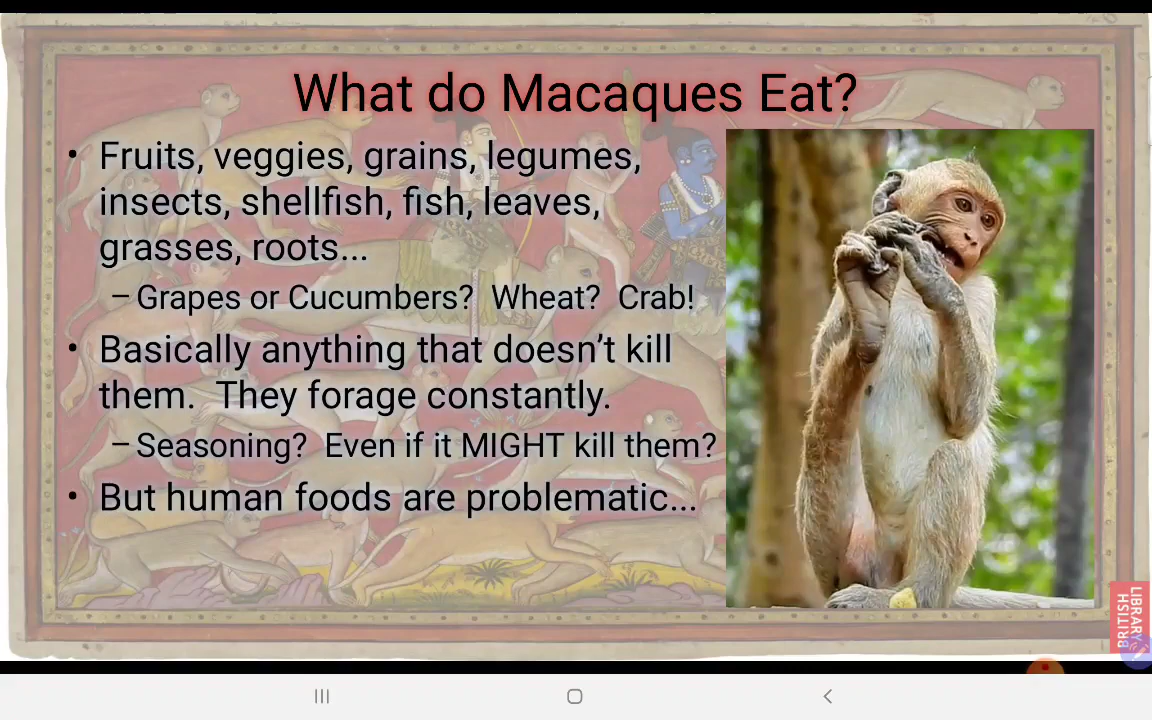 What do Macaques Eat?
• Fruits, veggies, grains, legumes,
insects, shellfish, fish, leaves,
grasses, roots...
– Grapes or Cucumbers?  Wheat?  Crab!
• Basically anything that doesn’t kill
them.  They forage constantly.
– Seasoning?  Even if it MIGHT kill them?
• But human foods are problematic...
BRITISH
LIBRARY